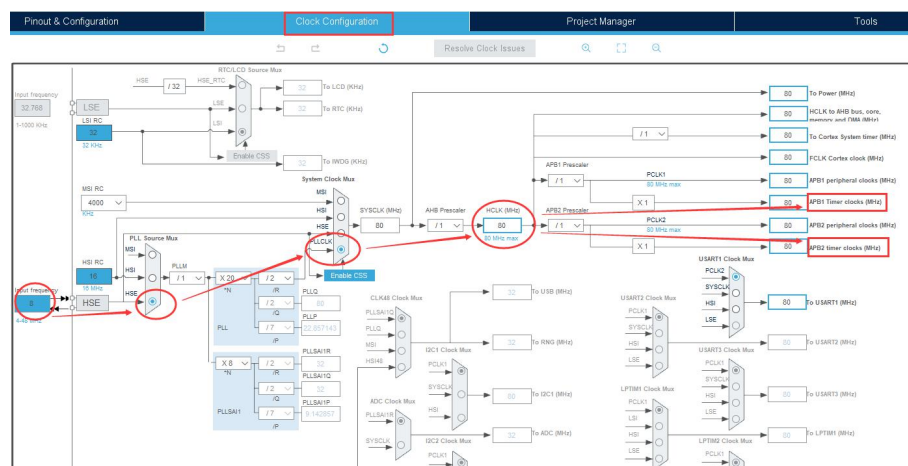 Pinout & Configuration
Clock Configuration
Project Manager
Tools
Resolve Clock Issues
RTC/LCD Source Mux
HSE
/ 32
HSE_RTC
32
To LCD (KHz)
Input frequency
32.768
1-1000 KHz
LSE
LSE
32
To RTC (KHz)
LSI RC
32
32 KHz
LSI
Enable CSS
32
To IWDG (KHz)
80
To Power (MHz)
80
HCLK to AHB bus, core,
memory and DMA (MHz)
/ 1
80
To Cortex System timer (MHz)
80
FCLK Cortex clock (MHz)
APB1 Prescaler
/ 1
PCLK1
80 MHz max
80
APB1 peripheral clocks (MHz)
X 1
80
APB1 Timer clocks (MHz)
System Clock Mux
MSI
HSI
HSE
PLLCLK
Enable CSS
SYSCLK (MHz)
80
AHB Prescaler
/ 1
HCLK (MHz)
80
80 MHz max
APB2 Prescaler
/ 1
PCLK2
80 MHz max
80
APB2 peripheral clocks (MHz)
X 1
80
APB2 timer clocks (MHz)
MSI RC
4000
KHz
PLL Source Mux
MSI
HSI
HSE
HSI RC
16
16 MHz
Input frequency
8
4-48 MHz
HSE
PLLM
/ 1
X 20
*N
/ 2
/R
PLLQ
/ 2
80
/Q
PLLP
PLL
/ 7
22.857143
/P
X 8
*N
/ 2
/R
PLLSAI1R
32
PLLSAI1Q
/ 2
32
/Q
PLLSAI1P
PLLSAI1
/ 7
9.142857
/P
CLK48 Clock Mux
PLLSAI1Q
PLLQ
MSI
HSI48
32
To USB (MHz)
32
To RNG (MHz)
I2C1 Clock Mux
PCLK1
SYSCLK
HSI
80
To I2C1 (MHz)
ADC Clock Mux
PLLSAI1R
SYSCLK
32
To ADC (MHz)
I2C2 Clock Mux
PCLK1
USART1 Clock Mux
PCLK2
SYSCLK
HSI
LSE
80
To USART1 (MHz)
USART2 Clock Mux
PCLK1
SYSCLK
HSI
LSE
80
To USART2 (MHz)
USART3 Clock Mux
PCLK1
SYSCLK
HSI
LSE
80
To USART3 (MHz)
LPTIM1 Clock Mux
PCLK1
LSI
HSI
LSE
80
To LPTIM1 (MHz)
LPTIM2 Clock Mux
PCLK1